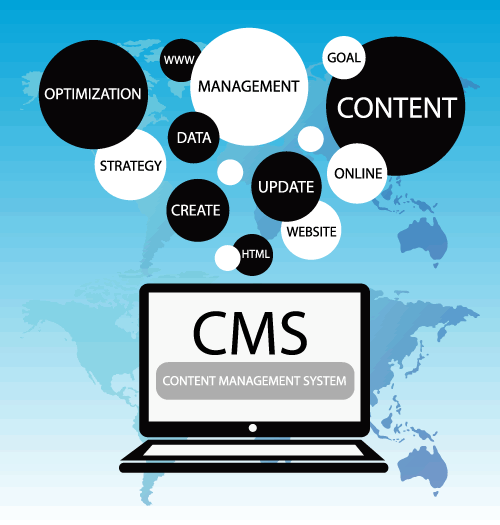 WWW
GOAL
OPTIMIZATION
MANAGEMENT
CONTENT
DATA
STRATEGY
ONLINE
UPDATE
CREATE
WEBSITE
HTML
CMS
CONTENT MANAGEMENT SYSTEM